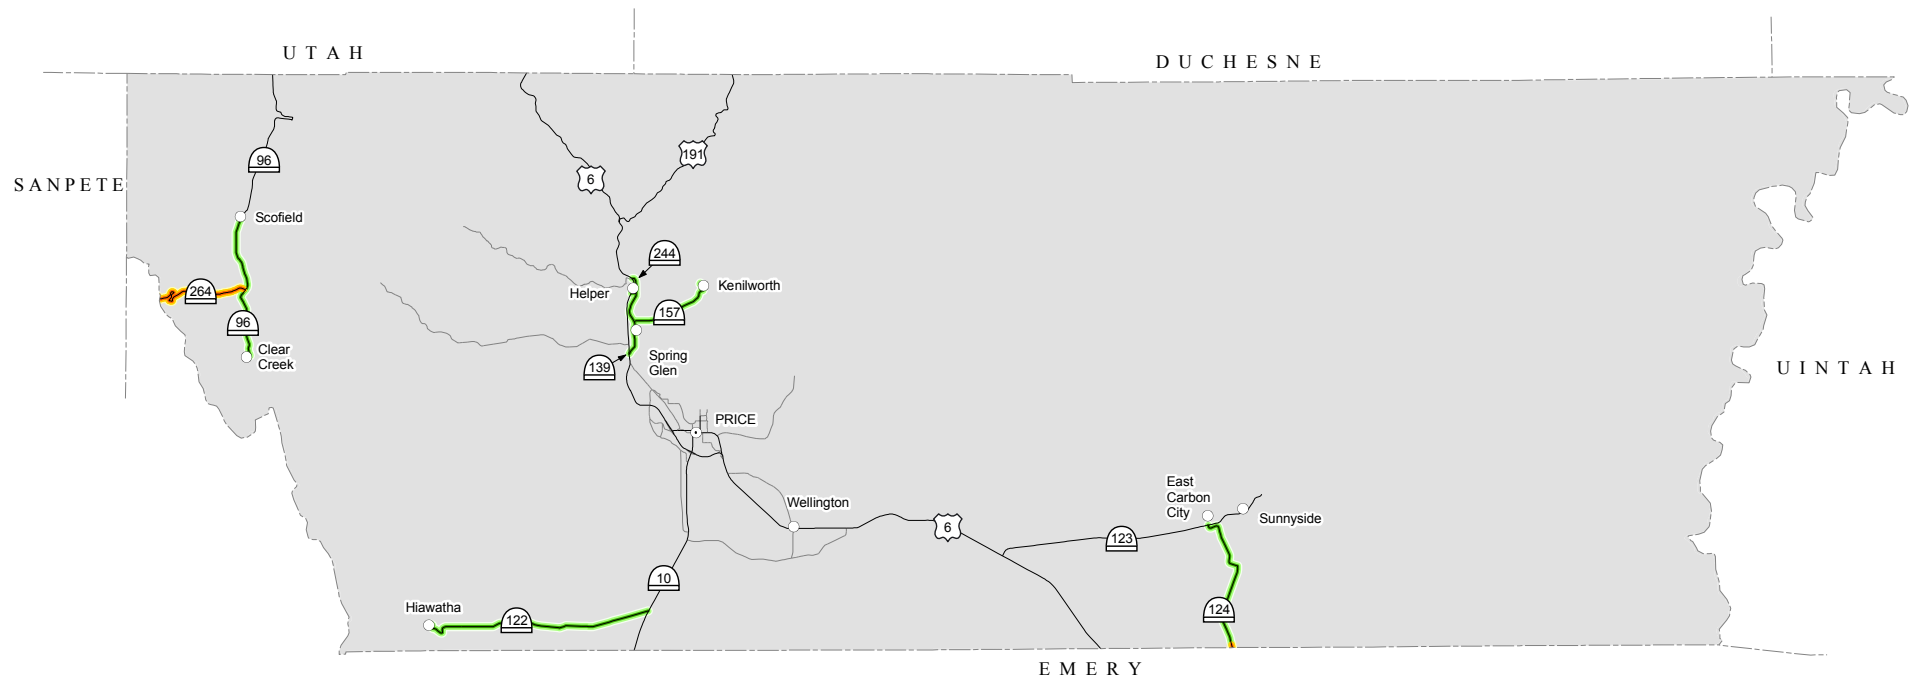 UTAH
DUCHESNE
SANPETE
96
191
6
Scofield
244
264
Helper
Kenilworth
157
96
Clear
Creek
139
Spring
Glen
UINTAH
PRICE
East
Carbon
City
Wellington
Sunnyside
6
123
10
Hiawatha
122
124
EMERY